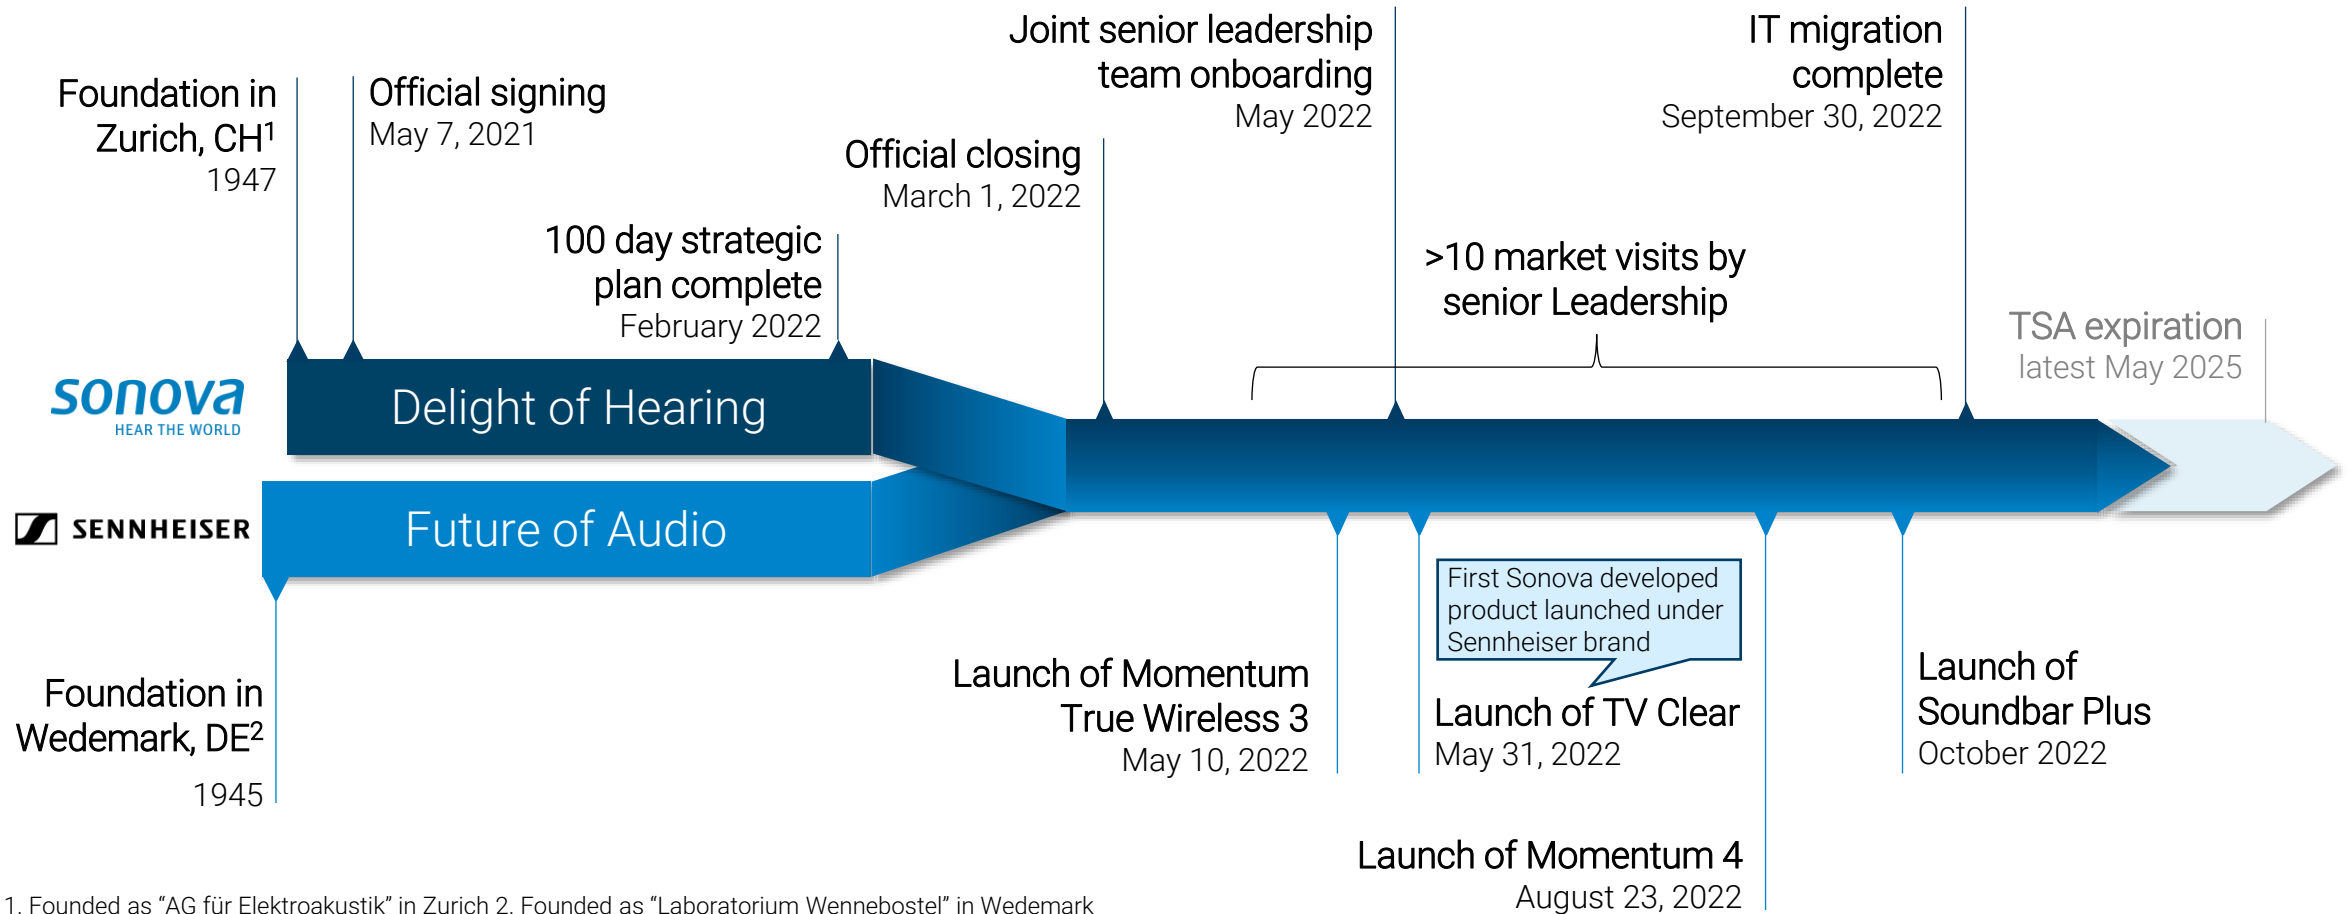 Foundation in
Zurich, CH1
1947
Official signing
May 7, 2021
100 day strategic
plan complete
February 2022
Official closing
March 1, 2022
Joint senior leadership
team onboarding
May 2022
>10 market visits by
senior Leadership
IT migration
complete
September 30, 2022
TSA expiration
latest May 2025
sonova
HEAR THE WORLD
Delight of Hearing
SENNHEISER
Future of Audio
Foundation in
Wedemark, DE2
1945
Launch of Momentum
True Wireless 3
May 10, 2022
First Sonova developed
product launched under
Sennheiser brand
Launch of TV Clear
May 31, 2022
Launch of Momentum 4
August 23, 2022
Launch of
Soundbar Plus
October 2022
1. Founded as “AG für Elektroakustik” in Zurich 2. Founded as “Laboratorium Wennebostel” in Wedemark